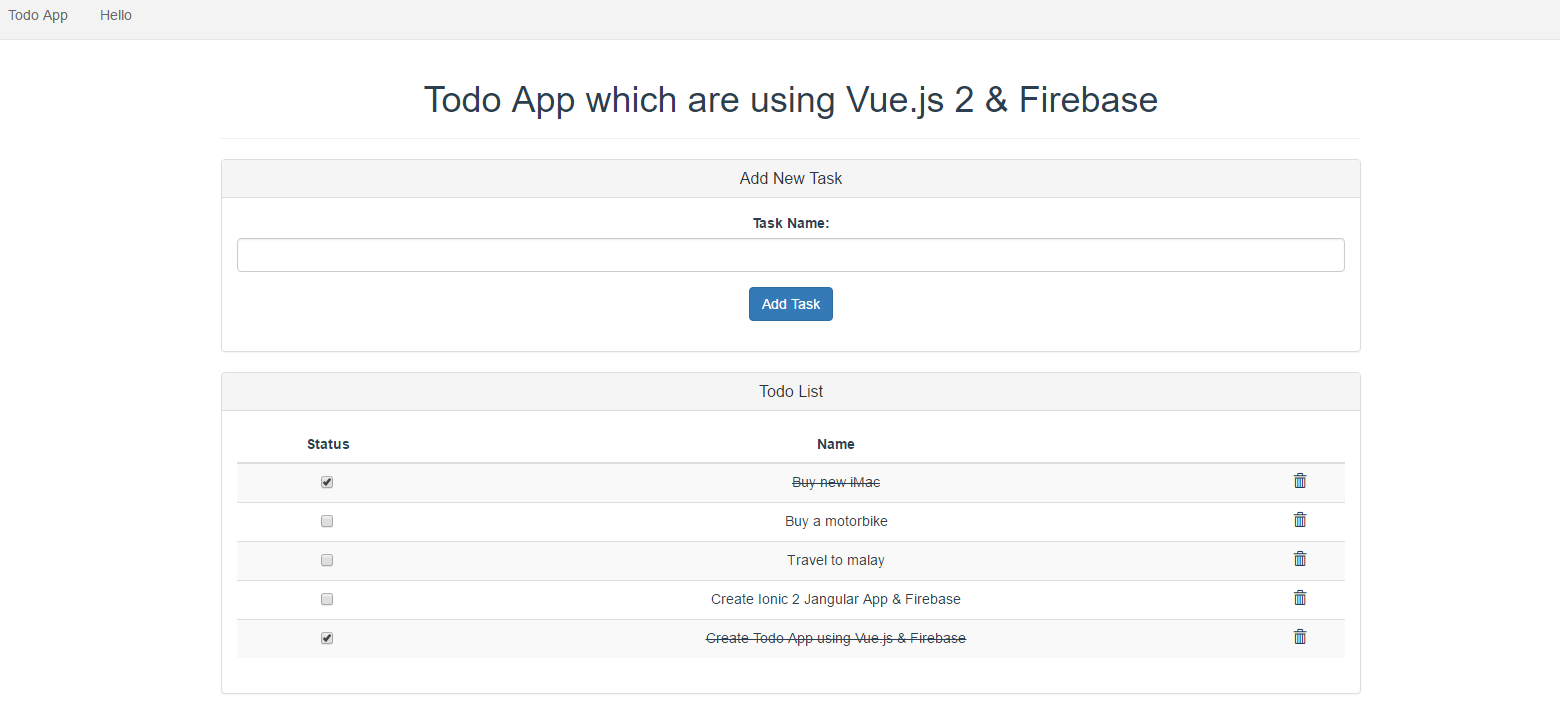 Todo App Hello
Todo App which are using Vue.js 2 & Firebase
Add New Task
Task Name:
Add Task
Todo List
Status Name
Buy new iMac
Buy a motorbike
Travel to malay
Create Ionic 2 Jangular App & Firebase
Create Todo App using Vue.js & Firebase